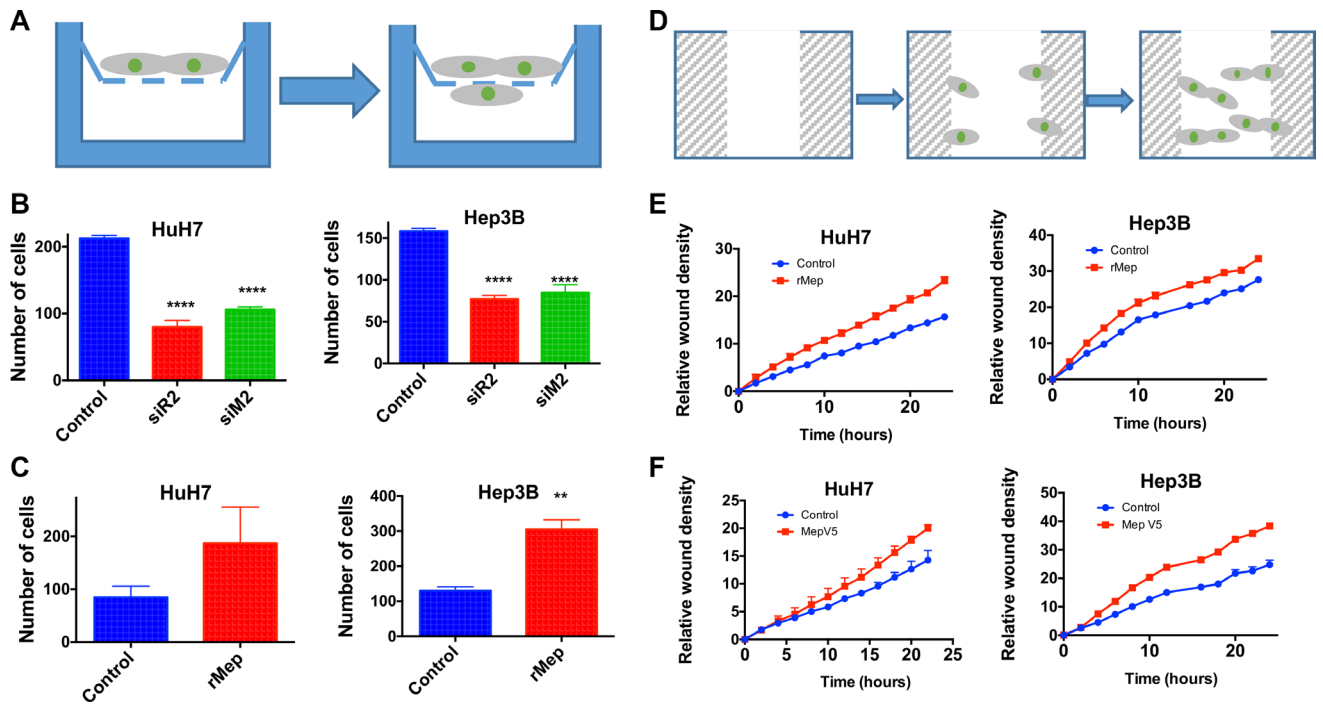 A
D
B
HuH7
Number of cells
200
100
0
****
****
Control
siR2
siM2
Hep3B
Number of cells
150
100
50
0
****
****
Control
siR2
siM2
E
HuH7
Relative wound density
30
20
10
0
Control
rMep
0
10
20
Time (hours)
Hep3B
Relative wound density
40
30
20
10
0
Control
rMep
0
10
20
Time (hours)
C
HuH7
Number of cells
200
100
0
Control
rMep
Hep3B
Number of cells
400
300
200
100
0
**
Control
rMep
F
HuH7
Relative wound density
25
20
15
10
5
0
Control
MepV5
0
5
10
15
20
25
Time (hours)
Hep3B
Relative wound density
50
40
30
20
10
0
Control
Mep V5
0
10
20
Time (hours)